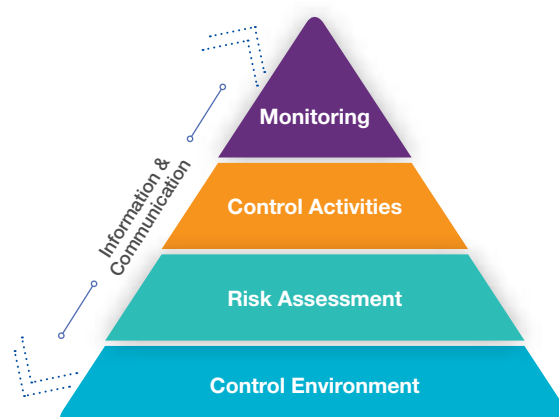 Monitoring
Control Activities
Information &
Communication
Risk Assessment
Control Environment